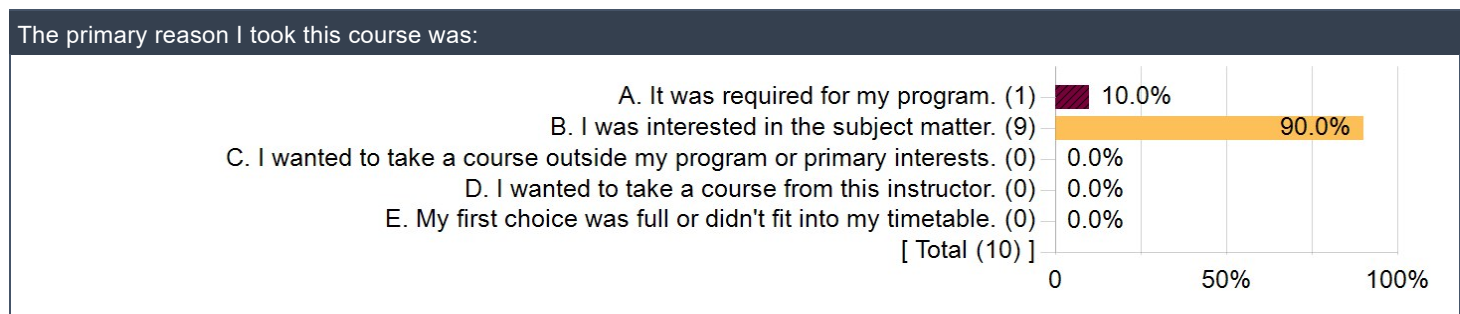 The primary reason I took this course was:
A. It was required for my program. (1) 10.0%
B. I was interested in the subject matter. (9) 90.0%
C. I wanted to take a course outside my program or primary interests. (0) 0.0%
D. I wanted to take a course from this instructor. (0) 0.0%
E. My first choice was full or didn't fit into my timetable. (0) 0.0%
[ Total (10) ]
0 50% 100%